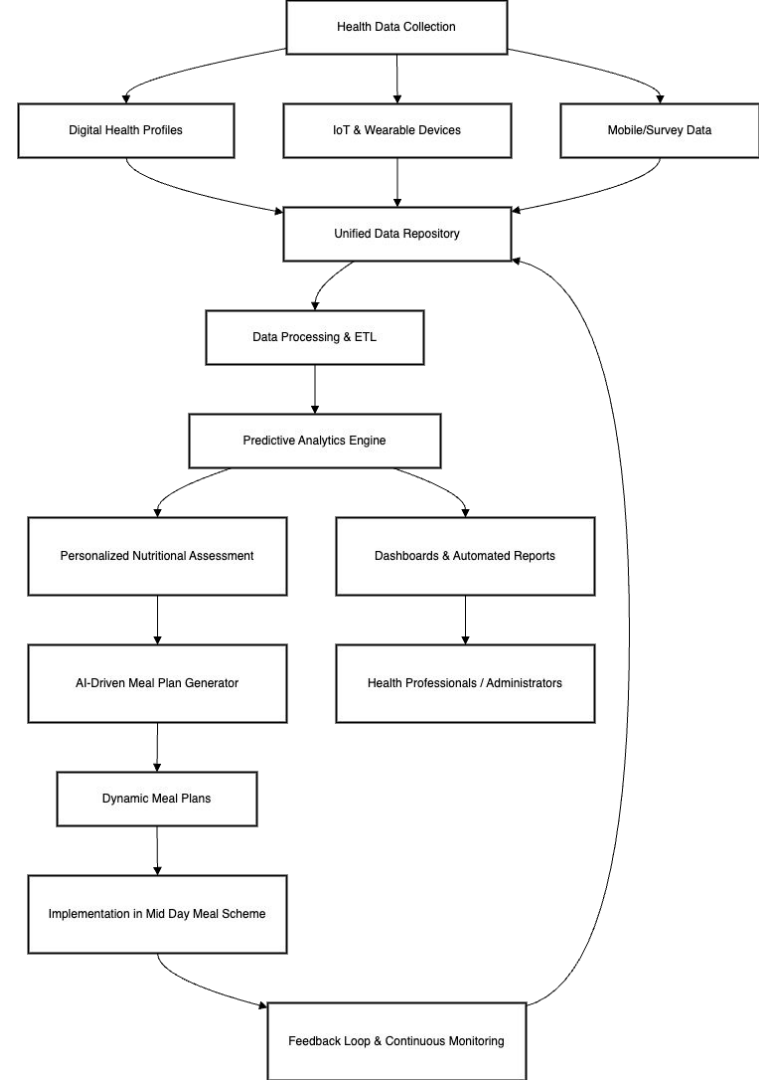 Health Data Collection
Digital Health Profiles
IoT & Wearable Devices
Mobile/Survey Data
Unified Data Repository
Data Processing & ETL
Predictive Analytics Engine
Personalized Nutritional Assessment
Dashboards & Automated Reports
AI-Driven Meal Plan Generator
Health Professionals / Administrators
Dynamic Meal Plans
Implementation in Mid Day Meal Scheme
Feedback Loop & Continuous Monitoring